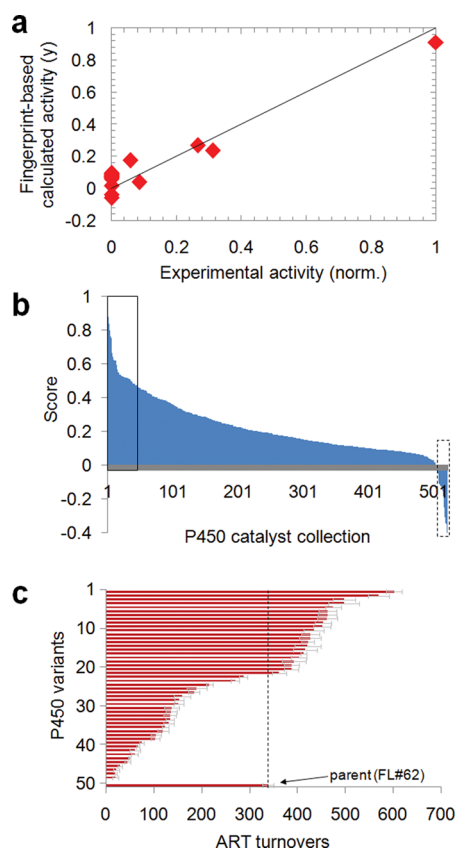 a
Fingerprint-based
calculated activity (y)
1
0.8
0.6
0.4
0.2
0
-0.2
0 0.2 0.4 0.6 0.8 1
Experimental activity (norm.)
b
Score
1
0.8
0.6
0.4
0.2
0
-0.2
-0.4
1 101 201 301 401 501
P450 catalyst collection
c
P450 variants
1
10
20
30
40
50
parent (FL#62)
0 100 200 300 400 500 600 700
ART turnovers